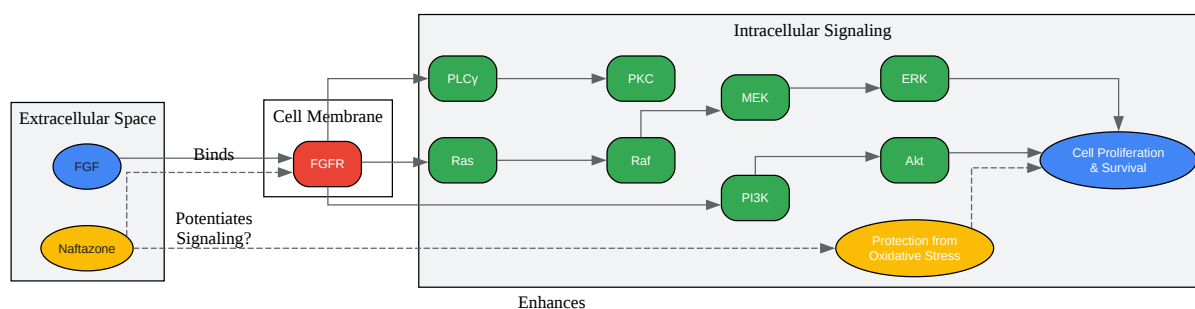 Intracellular Signaling
PLCγ
PKC
MEK
ERK
Extracellular Space
Cell Membrane
FGF
Binds
FGFR
Ras
Raf
Akt
Cell Proliferation
& Survival
PI3K
Potentiates
Signaling?
Naftazone
Protection from
Oxidative Stress
Enhances